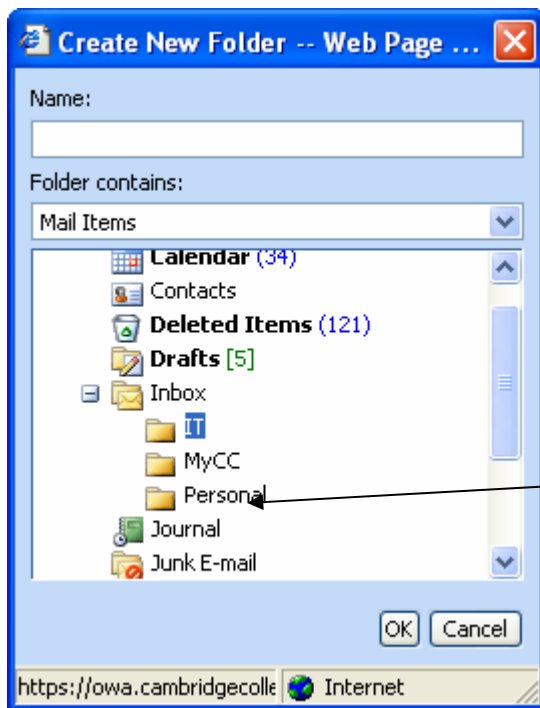 Create New Folder -- Web Page ...
Name:
Folder contains:
Mail Items
Calendar (34)
Contacts
Deleted Items (121)
Drafts [5]
Inbox
IT
MyCC
Personal
Journal
Junk E-mail
OK Cancel
https://owa.cambridgecolle Internet